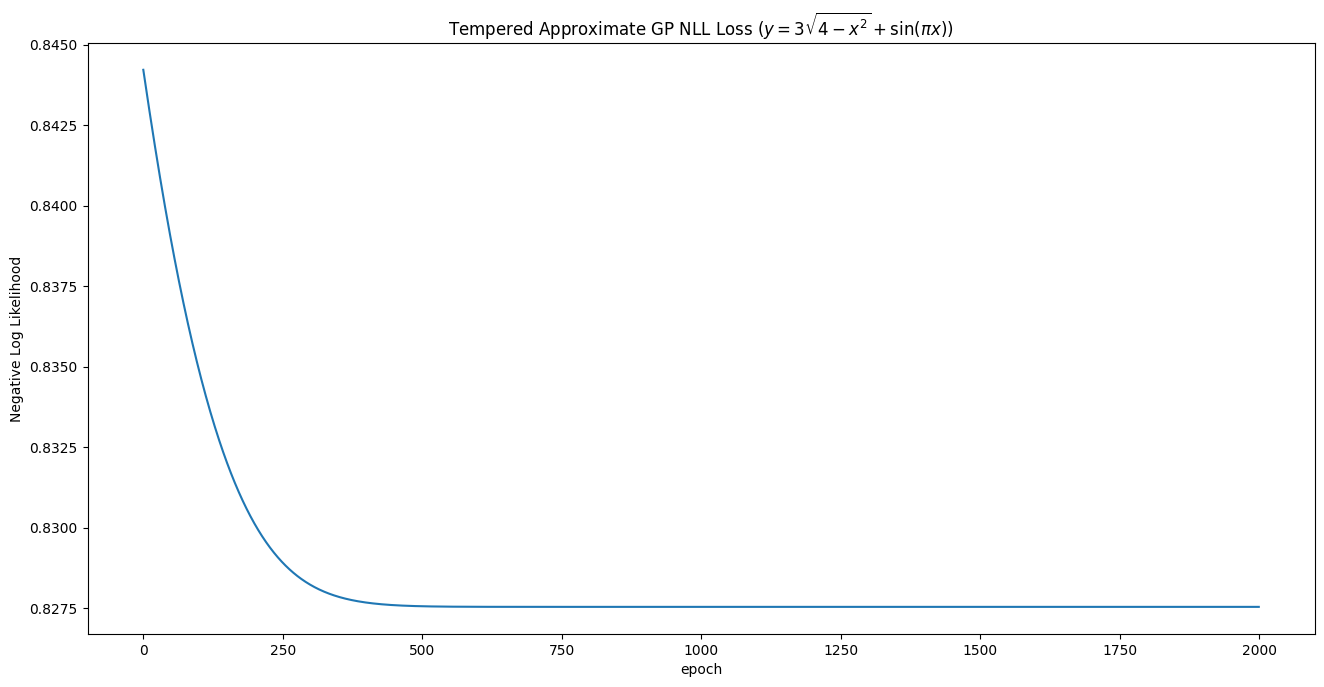 Tempered Approximate GP NLL Loss (y = 3√4 − x² + sin(πx))
0.8450
0.8425
0.8400
0.8375
0.8350
0.8325
0.8300
0.8275
Negative Log Likelihood
0 250 500 750 1000 1250 1500 1750 2000
epoch